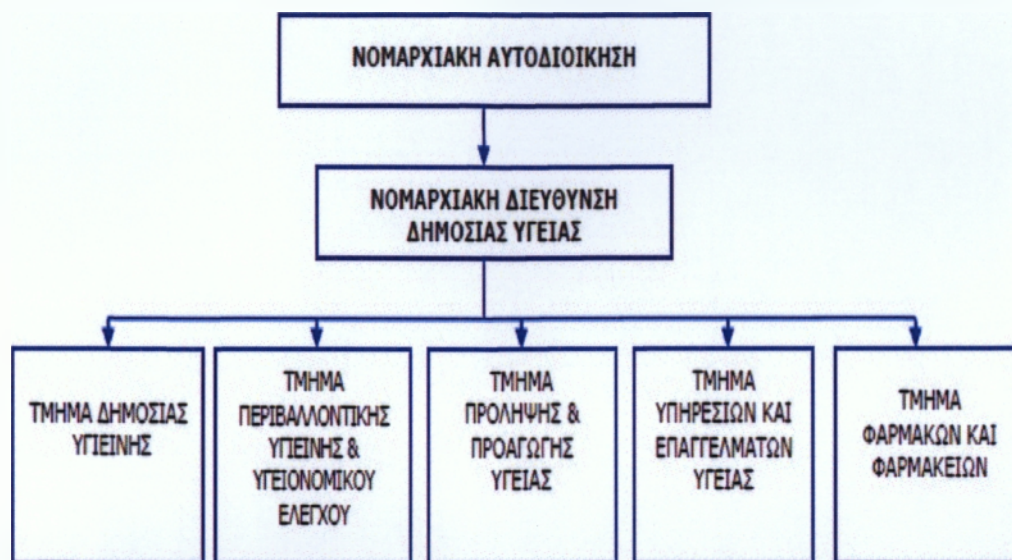 ΝΟΜΑΡΧΙΑΚΗ ΑΥΤΟΔΙΟΙΚΗΣΗ
ΝΟΜΑΡΧΙΑΚΗ ΔΙΕΥΘΥΝΣΗ
ΔΗΜΟΣΙΑΣ ΥΓΕΙΑΣ
ΤΜΗΜΑ ΔΗΜΟΣΙΑΣ
ΥΓΙΕΙΝΗΣ
ΤΜΗΜΑ
ΠΕΡΙΒΑΛΛΟΝΤΙΚΗΣ
ΥΓΙΕΙΝΗΣ &
ΥΓΕΙΟΝΟΜΙΚΟΥ
ΕΛΕΓΧΟΥ
ΤΜΗΜΑ
ΠΡΟΛΗΨΗΣ &
ΠΡΟΑΓΩΓΗΣ
ΥΓΕΙΑΣ
ΤΜΗΜΑ
ΥΠΗΡΕΣΙΩΝ ΚΑΙ
ΕΠΑΓΓΕΛΜΑΤΩΝ
ΥΓΕΙΑΣ
ΤΜΗΜΑ
ΦΑΡΜΑΚΩΝ ΚΑΙ
ΦΑΡΜΑΚΕΙΩΝ